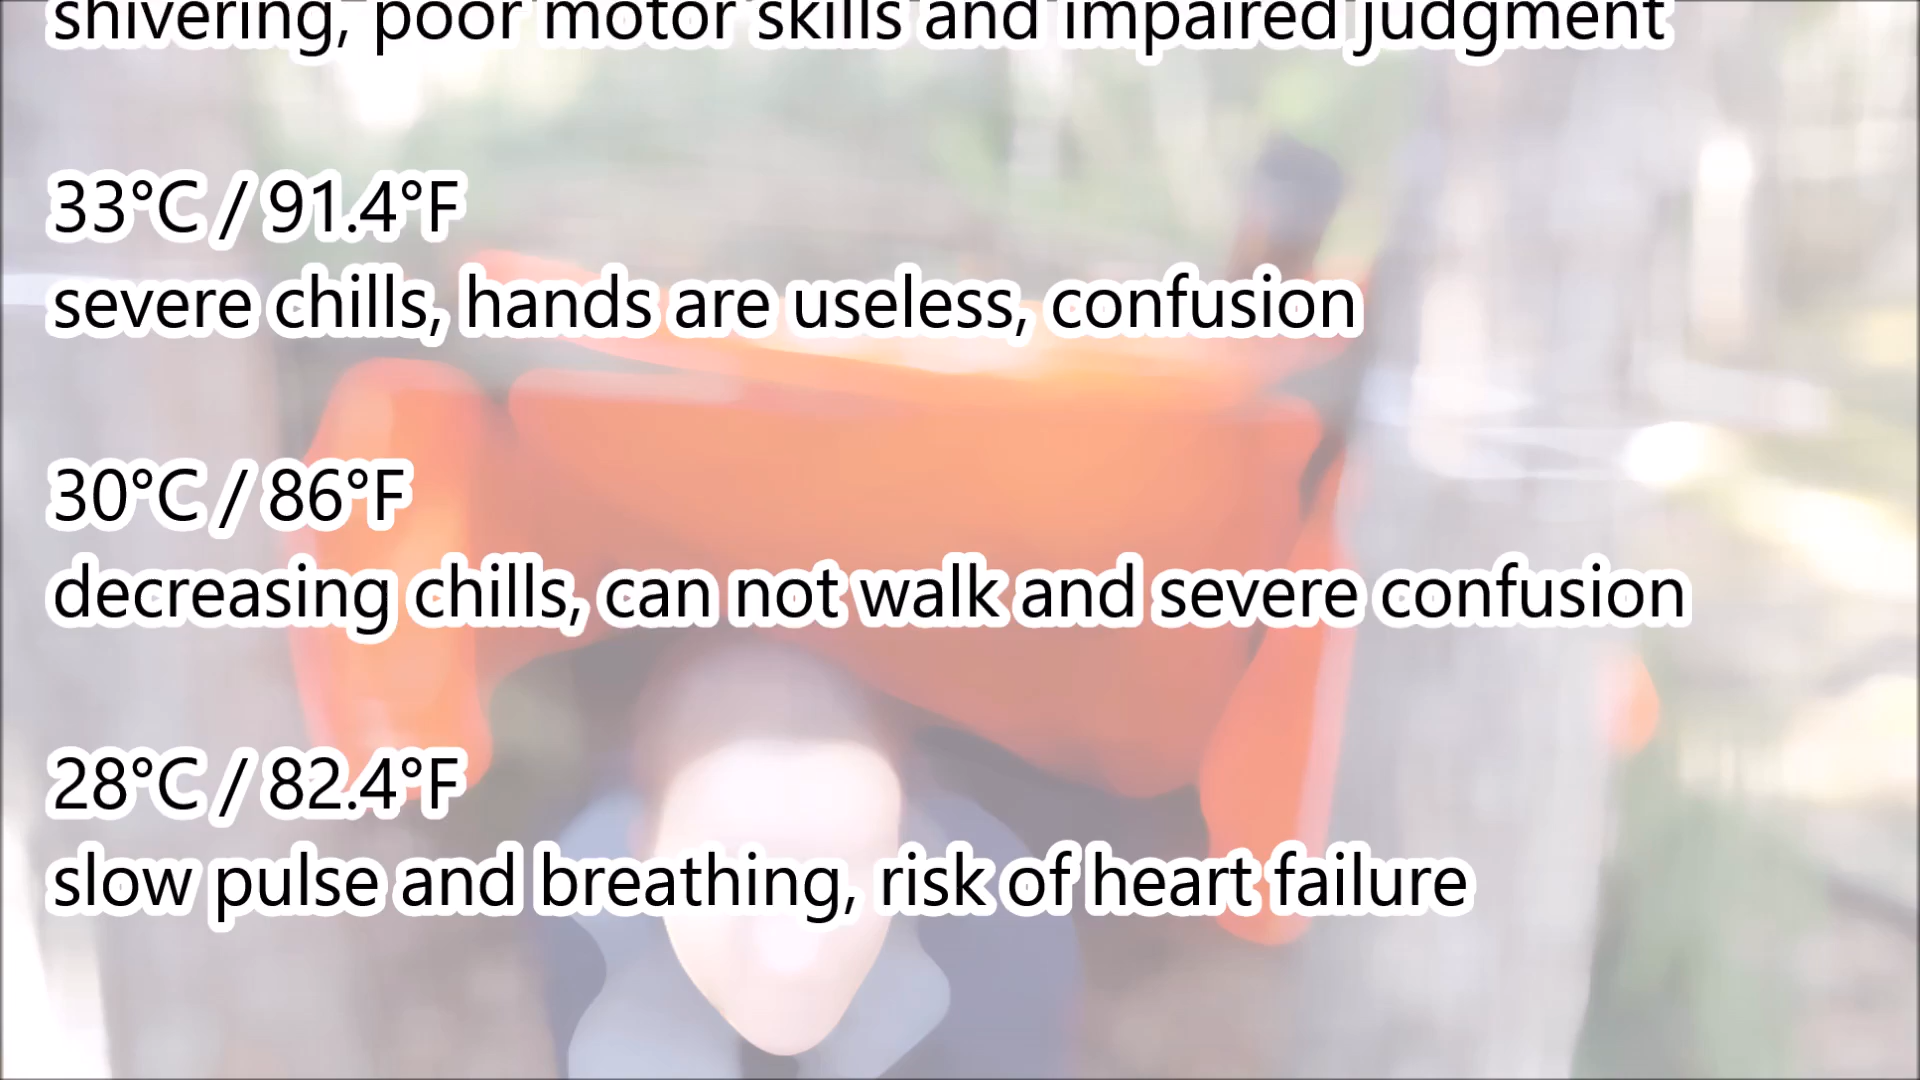 shivering, poor motor skills and impaired judgment
33°C / 91.4°F
severe chills, hands are useless, confusion
30°C / 86°F
decreasing chills, can not walk and severe confusion
28°C / 82.4°F
slow pulse and breathing, risk of heart failure